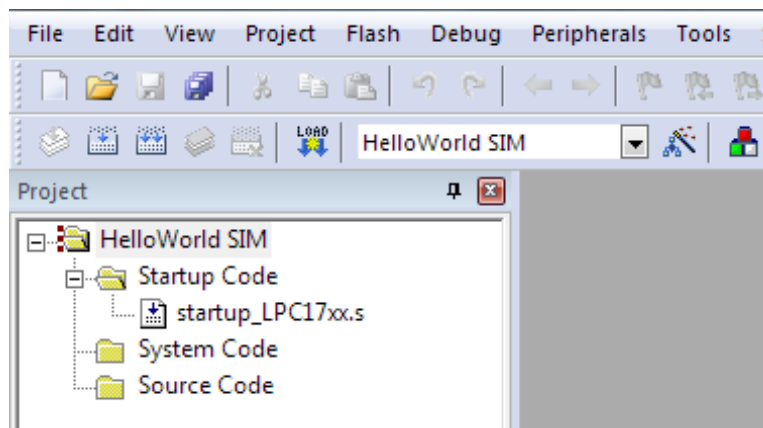 File Edit View Project Flash Debug Peripherals Tools
LOAD HelloWorld SIM
Project
HelloWorld SIM
Startup Code
startup_LPC17xx.s
System Code
Source Code